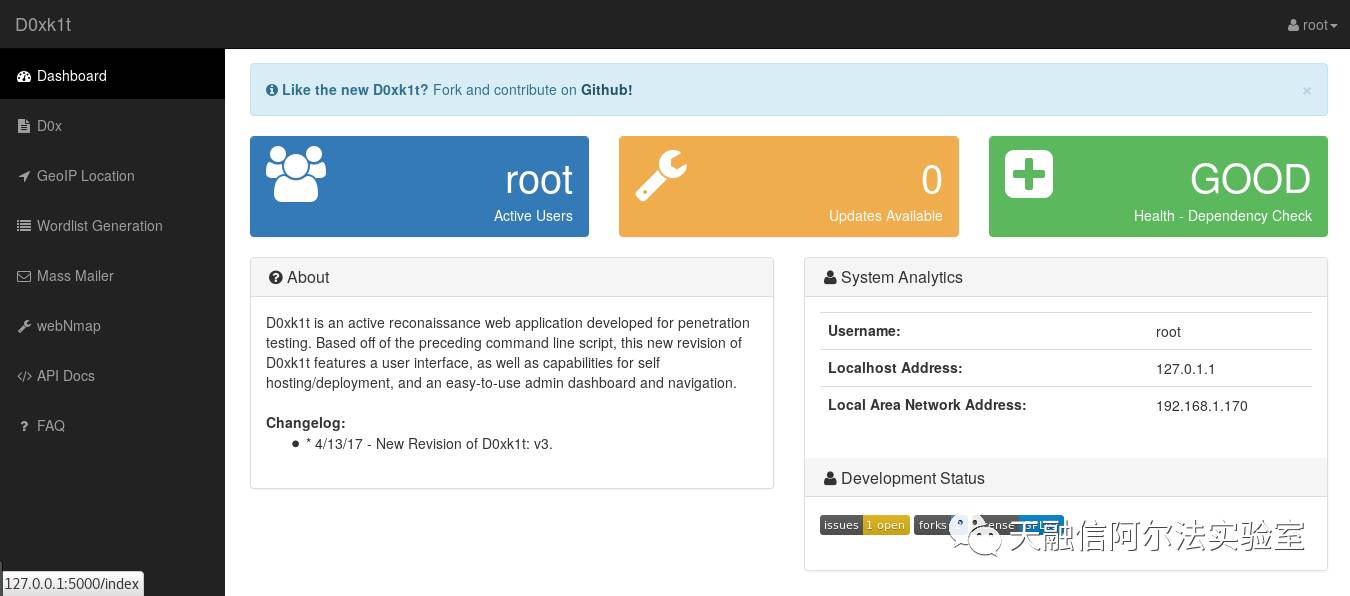 D0xk1t
root
Dashboard
D0x
GeoIP Location
Wordlist Generation
Mass Mailer
webNmap
API Docs
FAQ
Like the new D0xk1t? Fork and contribute on Github!
×
root
Active Users
0
Updates Available
GOOD
Health - Dependency Check
About
D0xk1t is an active reconaissance web application developed for penetration
testing. Based off of the preceding command line script, this new revision of
D0xk1t features a user interface, as well as capabilities for self
hosting/deployment, and an easy-to-use admin dashboard and navigation.
Changelog:
* 4/13/17 - New Revision of D0xk1t: v3.
System Analytics
Username: root
Localhost Address: 127.0.1.1
Local Area Network Address: 192.168.1.170
Development Status
issues 1 open forks
天融信阿尔法实验室
127.0.0.1:5000/index